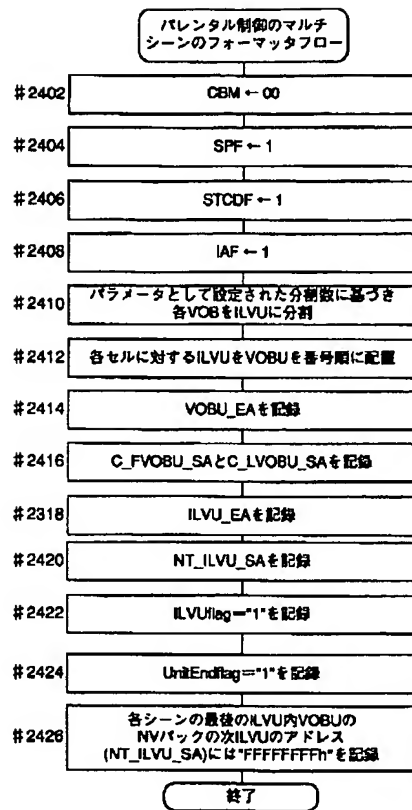 パレンタル制御のマルチ
シーンのフォーマッタフロー
#2402
CBM ← 00
#2404
SPF ← 1
#2406
STCDF ← 1
#2408
IAF ← 1
#2410
パラメータとして設定された分割数に基づき
各VOBをILVUに分割
#2412
各セルに対するILVUをVOBUを番号順に配置
#2414
VOBU_EAを記録
#2416
C_FVOBU_SAとC_LVOBU_SAを記録
#2318
ILVU_EAを記録
#2420
NT_ILVU_SAを記録
#2422
ILVUflag="1"を記録
#2424
UnitEndflag="1"を記録
#2426
各シーンの最後のILVU内VOBUの
NVパックの次ILVUのアドレス
(NT_ILVU_SA)には"FFFFFFFFh"を記録
終了